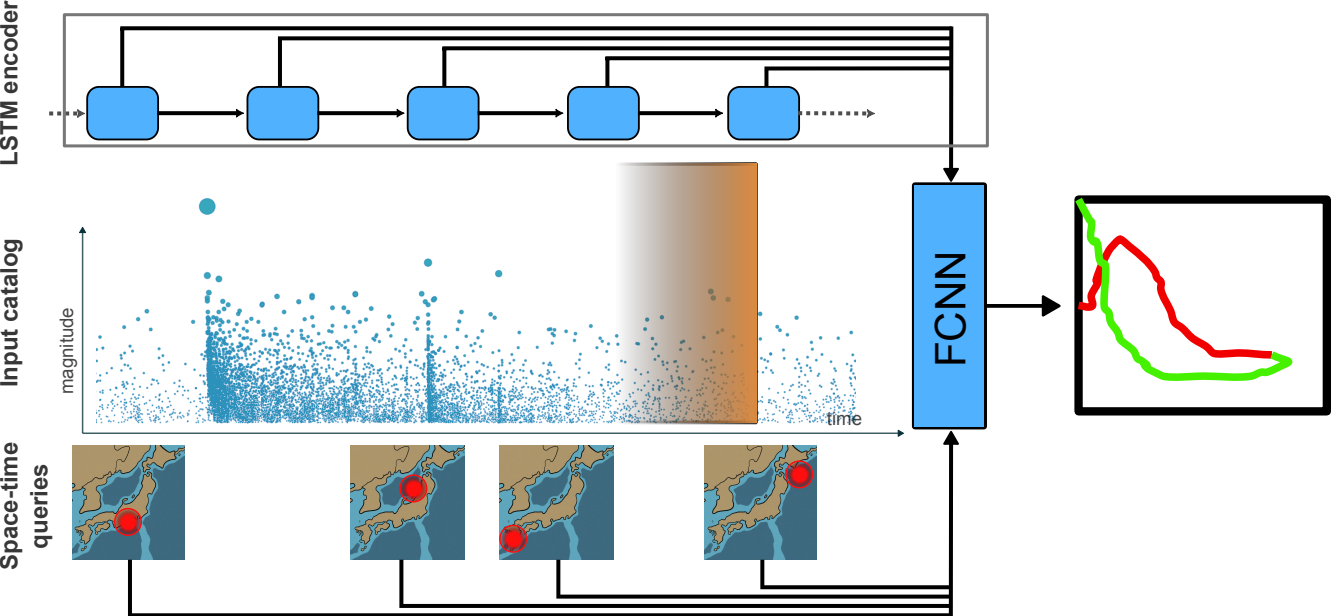 LSTM encoder
Input catalog
magnitude
time
FCNN
Space-time
queries